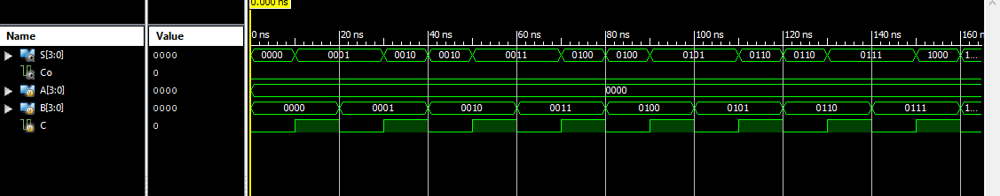 0.000 ns
Name Value 0 ns 20 ns 40 ns 60 ns 80 ns 100 ns 120 ns 140 ns 160 n
S[3:0] 0000 0000 0001 0010 0010 0011 0100 0100 0101 0110 0110 0111 1000 1...
Co 0
A[3:0] 0000 0000
B[3:0] 0000 0000 0001 0010 0011 0100 0101 0110 0111 1...
C 0